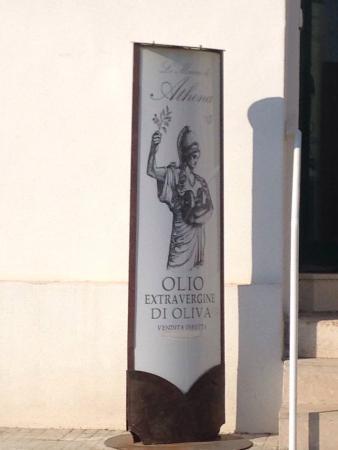 Athena
OLIO
EXTRAVERGINE
DI OLIVA
VENDITA DIRETTA